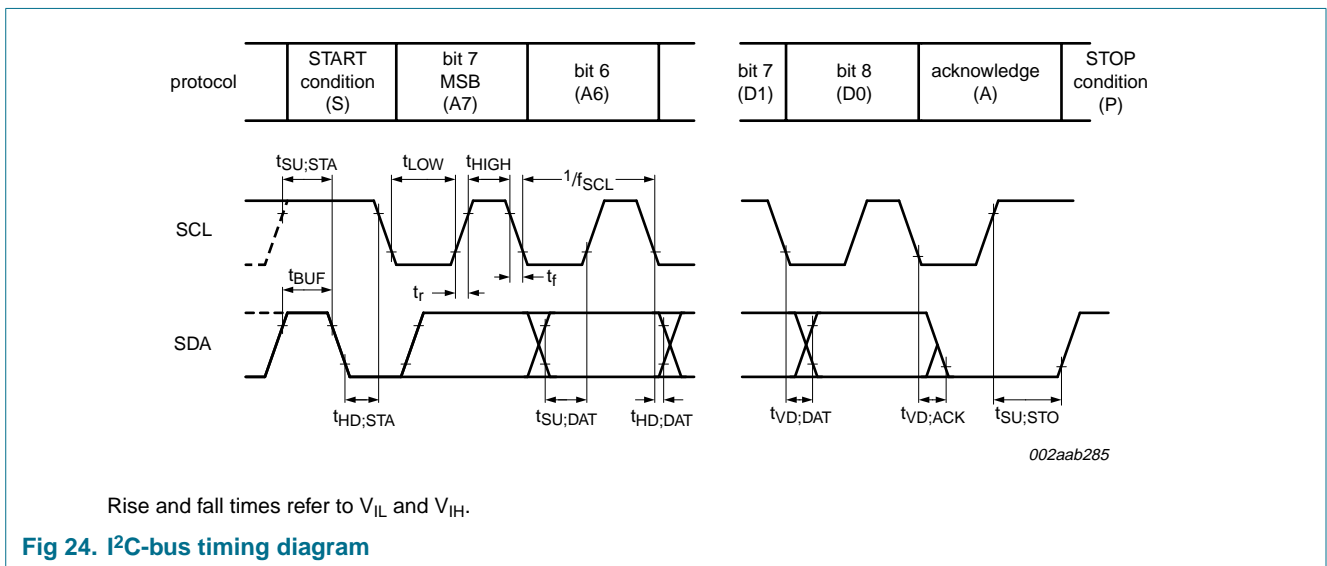 protocol
START
condition
(S)
bit 7
MSB
(A7)
bit 6
(A6)
bit 7
(D1)
bit 8
(D0)
acknowledge
(A)
STOP
condition
(P)
tSU;STA
tLOW
tHIGH
1/fSCL
SCL
tBUF
tr
tf
SDA
tHD;STA
tSU;DAT
tHD;DAT
tVD;DAT
tVD;ACK
tSU;STO
002aab285
Rise and fall times refer to VIL and VIH.
Fig 24. I2C-bus timing diagram